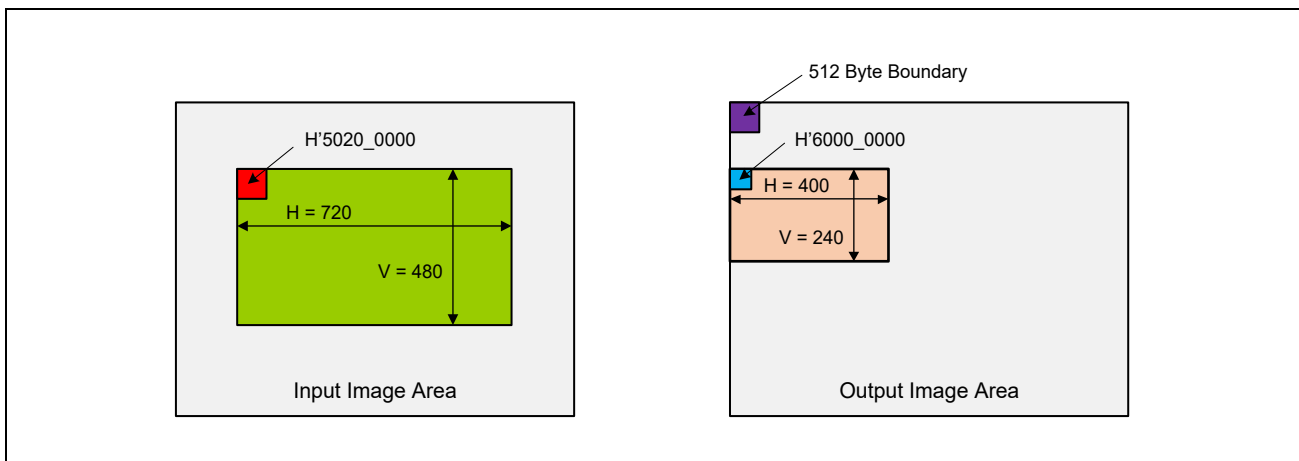 512 Byte Boundary
H’5020_0000
H = 720
V = 480
Input Image Area
H’6000_0000
H = 400
V = 240
Output Image Area